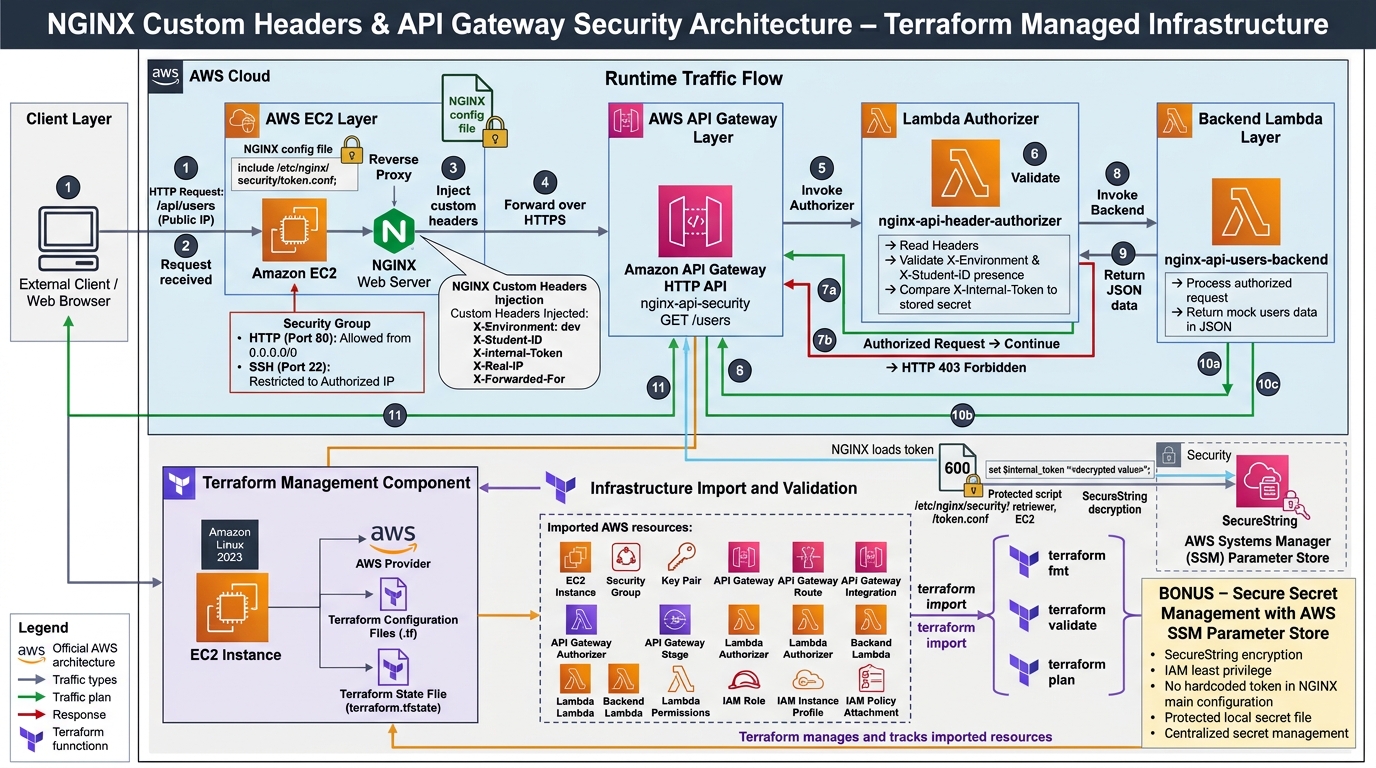 NGINX Custom Headers & API Gateway Security Architecture – Terraform Managed Infrastructure
aws
AWS Cloud
Runtime Traffic Flow
Client Layer
1
External Client /
Web Browser
1
HTTP Request:
/api/users
(Public IP)
2
Request
received
AWS EC2 Layer
NGINX config file
include /etc/nginx/
security/token.conf;
Amazon EC2
Reverse
Proxy
NGINX
Web Server
NGINX
config
file
3
Inject
custom
headers
4
Forward over
HTTPS
Security Group
• HTTP (Port 80): Allowed from
0.0.0.0/0
• SSH (Port 22):
Restricted to Authorized IP
NGINX Custom Headers
Injection
Custom Headers Injected:
X-Environment: dev
X-Student-ID
X-internal-Token
X-Real-IP
X-Forwarded-For
AWS API Gateway
Layer
Amazon API Gateway
HTTP API
nginx-api-security
GET /users
5
Invoke
Authorizer
Lambda Authorizer
6
Validate
nginx-api-header-authorizer
→ Read Headers
→ Validate X-Environment &
X-Student-iD presence
→ Compare X-Internal-Token to
stored secret
7a
7b
Authorized Request → Continue
→ HTTP 403 Forbidden
8
Invoke
Backend
9
Return
JSON
data
Backend Lambda
Layer
nginx-api-users-backend
→ Process authorized
request
→ Return mock users data
in JSON
10a
10c
8
11
11
10b
NGINX loads token
600
/etc/nginx/security!
/token.conf
set $internal_token "<decrypted value>";
Protected script
retriewer,
EC2
SecureString
decryption
Security
SecureString
AWS Systems Manager
(SSM) Parameter Store
Terraform Management Component
Amazon
Linux
2023
EC2 Instance
aws
AWS Provider
Terraform Configuration
Files (.tf)
Terraform State File
(terraform.tfstate)
Infrastructure Import and Validation
Imported AWS resources:
EC2
Instance
Security
Group
Key Pair
API Gateway
API Gateway
Route
API Gateway
Integration
API Gateway
Authorizer
API Gateway
Stage
Lambda
Authorizer
Lambda
Authorizer
Backend
Lambda
Lambda
Lambda
Backend
Lambda
Lambda
Permissions
IAM Role
IAM Instance
Profile
IAM Policy
Attachment
terraform
import
terraform
import
terraform
fmt
terraform
validate
terraform
plan
BONUS – Secure Secret
Management with AWS
SSM Parameter Store
• SecureString encryption
• IAM least privilege
• No hardcoded token in NGINX
main configuration
• Protected local secret file
• Centralized secret management
Terraform manages and tracks imported resources
Legend
aws
Official AWS
architecture
Traffic types
Traffic plan
Response
Terraform
funnctionn